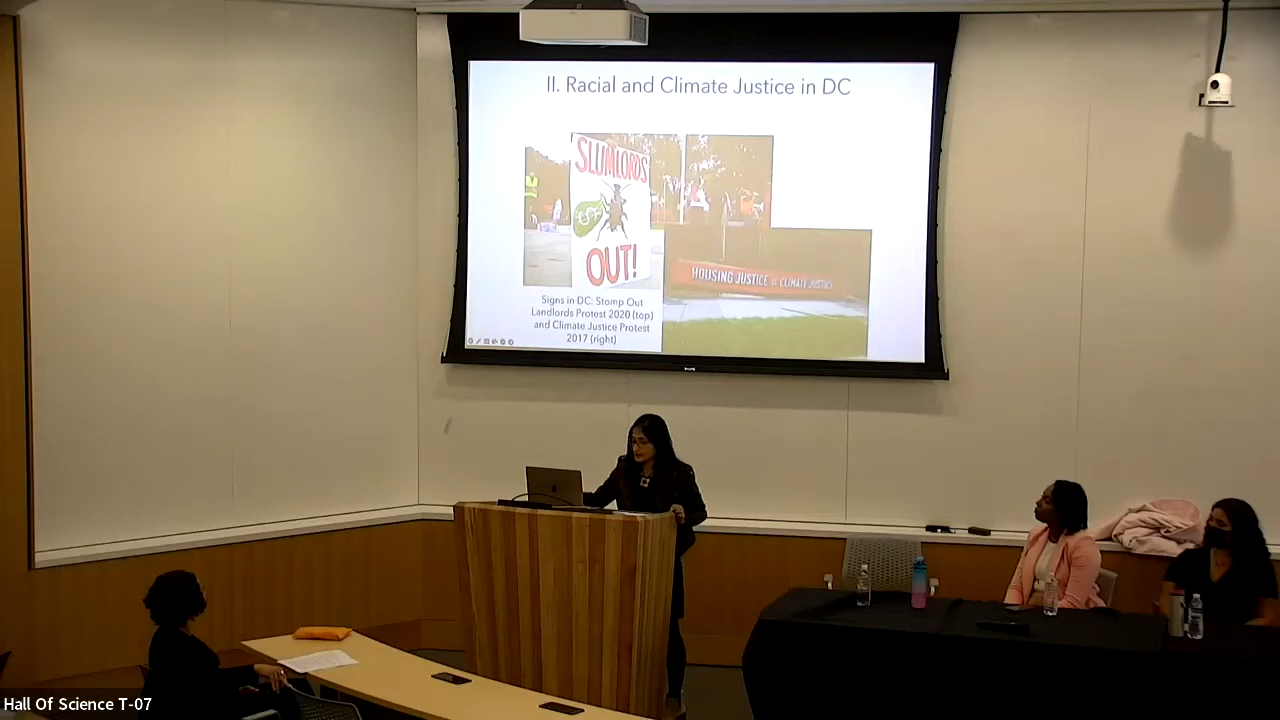 II. Racial and Climate Justice in DC
SLUMLORDS
$
OUT!
HOUSING JUSTICE IS CLIMATE JUSTICE
Signs in DC: Stomp Out
Landlords Protest 2020 (top)
and Climate Justice Protest
2017 (right)
Hall Of Science T-07